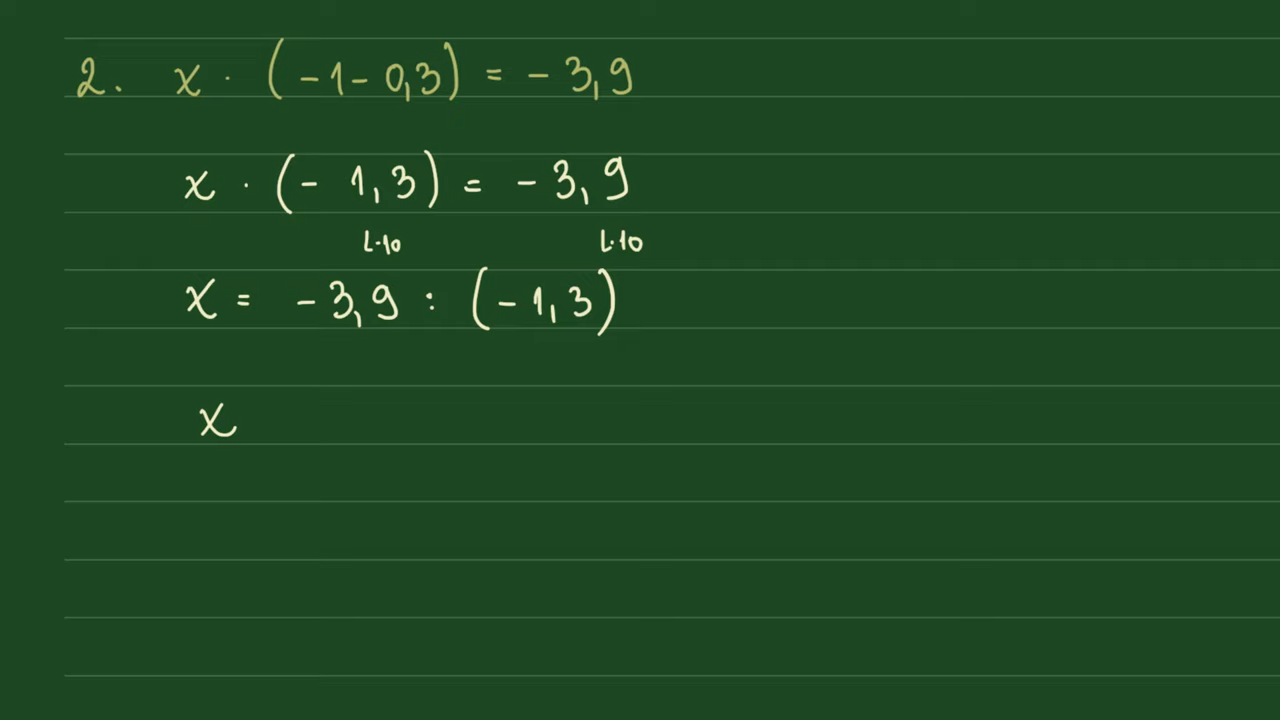 2. x · (-1-0,3) = -3,9
x · (-1,3) = -3,9
L·10 L·10
x = -3,9 : (-1,3)
x